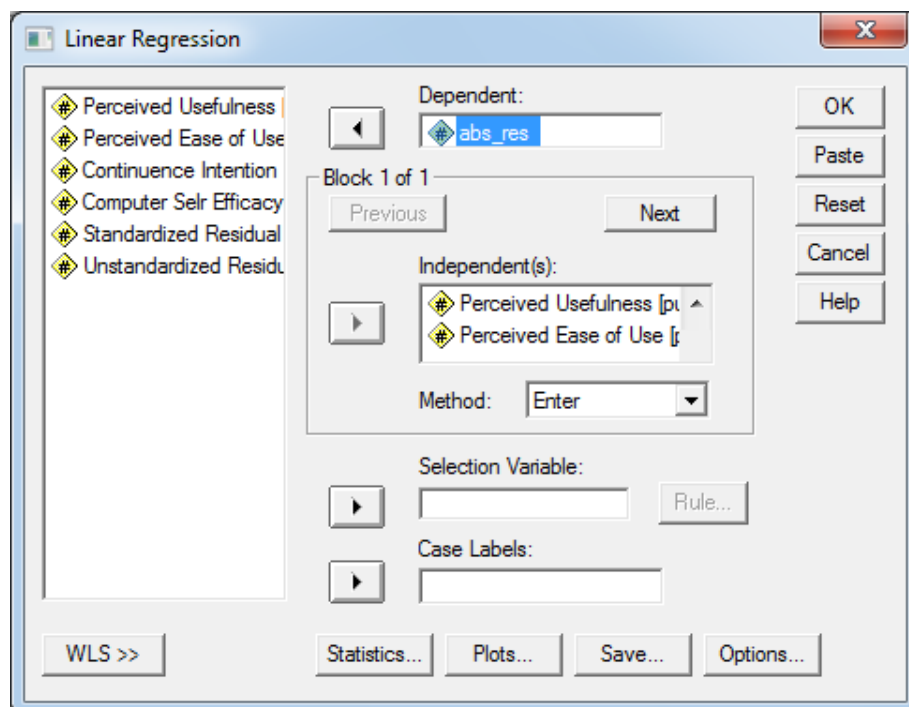 Linear Regression
Perceived Usefulness [
Perceived Ease of Use
Continuence Intention
Computer Selr Efficacy
Standardized Residual
Unstandardized Residu
Dependent:
abs_res
Block 1 of 1
Previous
Next
Independent(s):
Perceived Usefulness [pu
Perceived Ease of Use [p
Method:
Enter
Selection Variable:
Rule...
Case Labels:
OK
Paste
Reset
Cancel
Help
WLS >>
Statistics...
Plots...
Save...
Options...